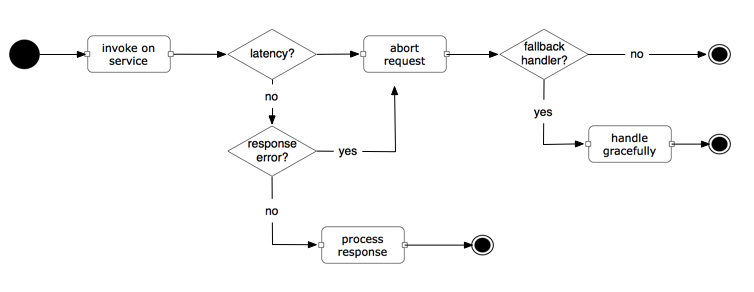 invoke on
service
latency?
abort
request
fallback
handler?
no
no
yes
response
error?
yes
handle
gracefully
no
process
response